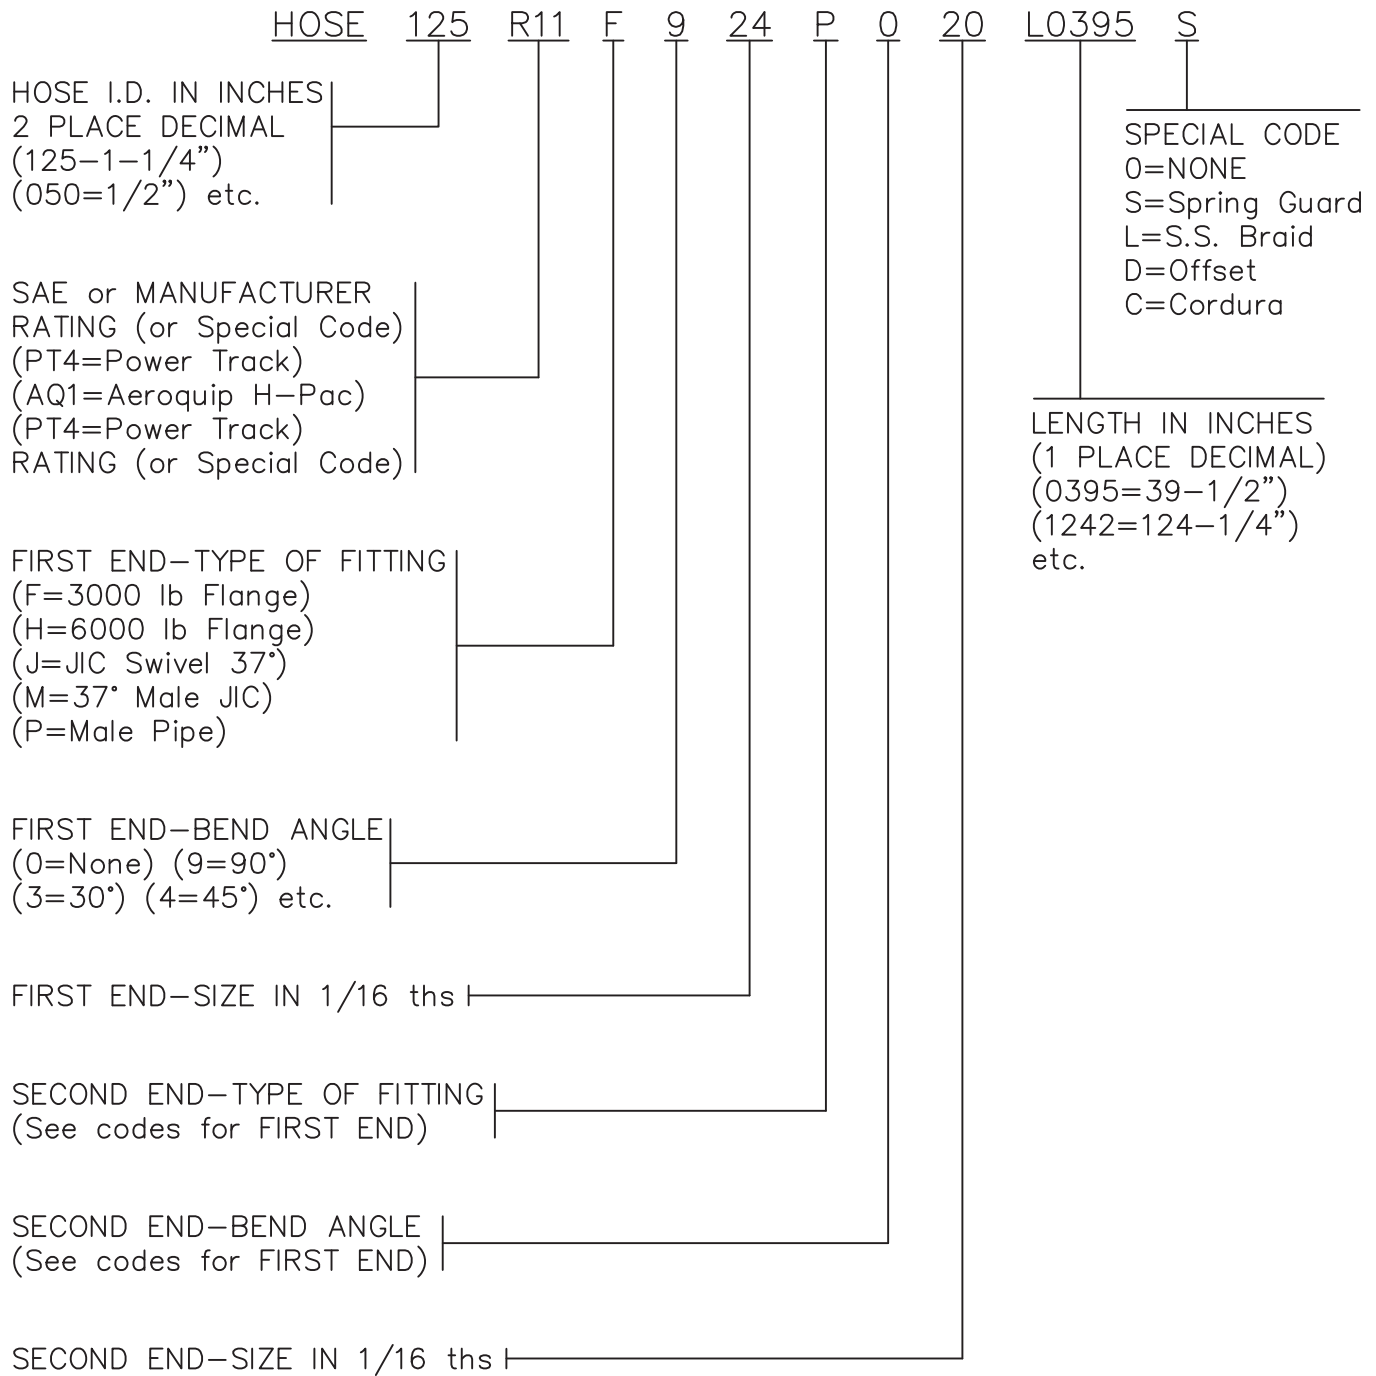 HOSE 125 R11 F 9 24 P 0 20 L0395 S
HOSE I.D. IN INCHES
2 PLACE DECIMAL
(125-1-1/4")
(050=1/2") etc.
SPECIAL CODE
0=NONE
S=Spring Guard
L=S.S. Braid
D=Offset
C=Cordura
SAE or MANUFACTURER
RATING (or Special Code)
(PT4=Power Track)
(AQ1=Aeroquip H-Pac)
(PT4=Power Track)
RATING (or Special Code)
LENGTH IN INCHES
(1 PLACE DECIMAL)
(0395=39-1/2")
(1242=124-1/4")
etc.
FIRST END-TYPE OF FITTING
(F=3000 lb Flange)
(H=6000 lb Flange)
(J=JIC Swivel 37°)
(M=37° Male JIC)
(P=Male Pipe)
FIRST END-BEND ANGLE
(0=None) (9=90°)
(3=30°) (4=45°) etc.
FIRST END-SIZE IN 1/16 ths
SECOND END-TYPE OF FITTING
(See codes for FIRST END)
SECOND END-BEND ANGLE
(See codes for FIRST END)
SECOND END-SIZE IN 1/16 ths